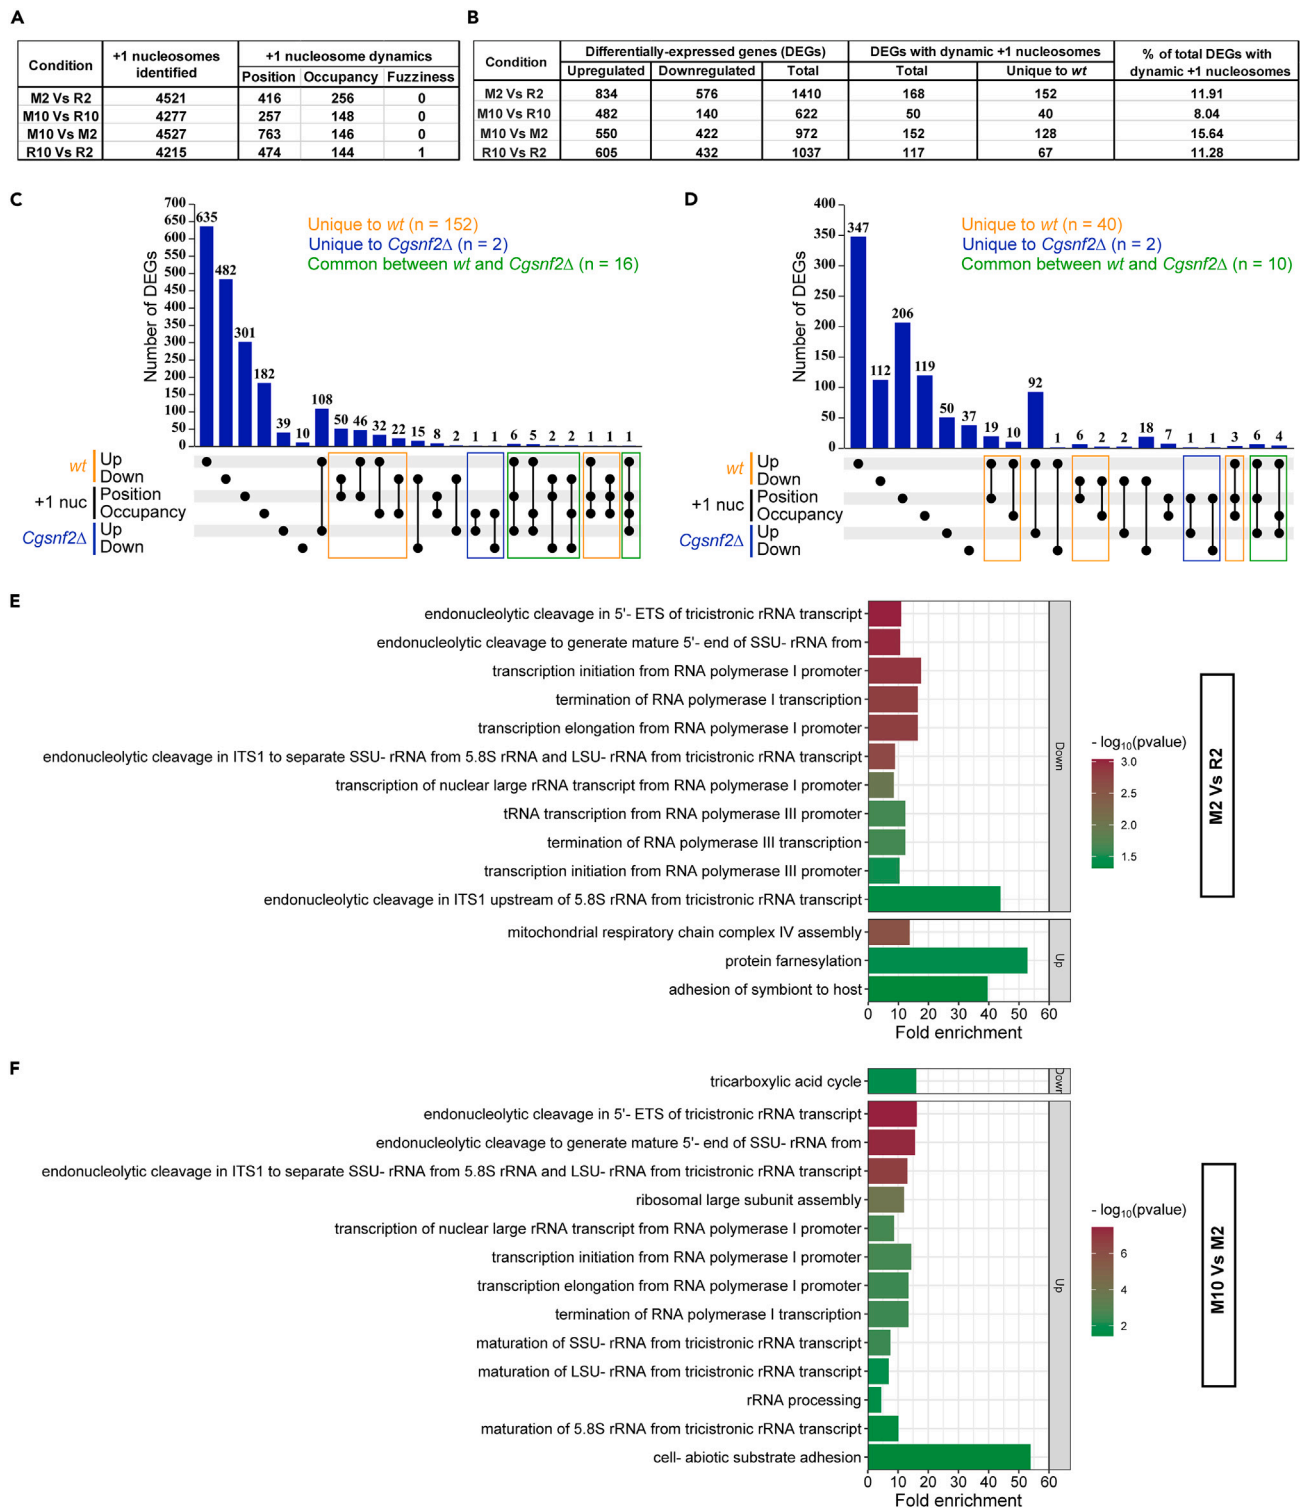 A
Condition +1 nucleosomes identified +1 nucleosome dynamics
Position Occupancy Fuzziness
M2 Vs R2 4521 416 256 0
M10 Vs R10 4277 257 148 0
M10 Vs M2 4527 763 146 0
R10 Vs R2 4215 474 144 1
B
Condition Differentially-expressed genes (DEGs) DEGs with dynamic +1 nucleosomes % of total DEGs with dynamic +1 nucleosomes
Upregulated Downregulated Total Total Unique to wt
M2 Vs R2 834 576 1410 168 152 11.91
M10 Vs R10 482 140 622 50 40 8.04
M10 Vs M2 550 422 972 152 128 15.64
R10 Vs R2 605 432 1037 117 67 11.28
C
Number of DEGs
700
650
600
550
500
450
400
350
300
250
200
150
100
50
0
635 482 301 182 39 10 108 50 46 32 22 15 8 2 1 1 6 5 2 2 1 1 1
Unique to wt (n = 152)
Unique to Cgsnf2Δ (n = 2)
Common between wt and Cgsnf2Δ (n = 16)
wt Up
Down
+1 nuc Position
Occupancy
Cgsnf2Δ Up
Down
D
Number of DEGs
400
350
300
250
200
150
100
50
0
347 112 206 119 50 37 19 10 92 1 6 2 2 18 7 1 1 3 6 4
Unique to wt (n = 40)
Unique to Cgsnf2Δ (n = 2)
Common between wt and Cgsnf2Δ (n = 10)
wt Up
Down
+1 nuc Position
Occupancy
Cgsnf2Δ Up
Down
E
endonucleolytic cleavage in 5'- ETS of tricistronic rRNA transcript
endonucleolytic cleavage to generate mature 5'- end of SSU- rRNA from
transcription initiation from RNA polymerase I promoter
termination of RNA polymerase I transcription
transcription elongation from RNA polymerase I promoter
endonucleolytic cleavage in ITS1 to separate SSU- rRNA from 5.8S rRNA and LSU- rRNA from tricistronic rRNA transcript
transcription of nuclear large rRNA transcript from RNA polymerase I promoter
tRNA transcription from RNA polymerase III promoter
termination of RNA polymerase III transcription
transcription initiation from RNA polymerase III promoter
endonucleolytic cleavage in ITS1 upstream of 5.8S rRNA from tricistronic rRNA transcript
Down
mitochondrial respiratory chain complex IV assembly
protein farnesylation
adhesion of symbiont to host
Up
0 10 20 30 40 50 60
Fold enrichment
- log10(pvalue)
3.0
2.5
2.0
1.5
M2 Vs R2
F
tricarboxylic acid cycle
Down
endonucleolytic cleavage in 5'- ETS of tricistronic rRNA transcript
endonucleolytic cleavage to generate mature 5'- end of SSU- rRNA from
endonucleolytic cleavage in ITS1 to separate SSU- rRNA from 5.8S rRNA and LSU- rRNA from tricistronic rRNA transcript
ribosomal large subunit assembly
transcription of nuclear large rRNA transcript from RNA polymerase I promoter
transcription initiation from RNA polymerase I promoter
transcription elongation from RNA polymerase I promoter
termination of RNA polymerase I transcription
maturation of SSU- rRNA from tricistronic rRNA transcript
maturation of LSU- rRNA from tricistronic rRNA transcript
rRNA processing
maturation of 5.8S rRNA from tricistronic rRNA transcript
cell- abiotic substrate adhesion
Up
0 10 20 30 40 50 60
Fold enrichment
- log10(pvalue)
6
4
2
M10 Vs M2